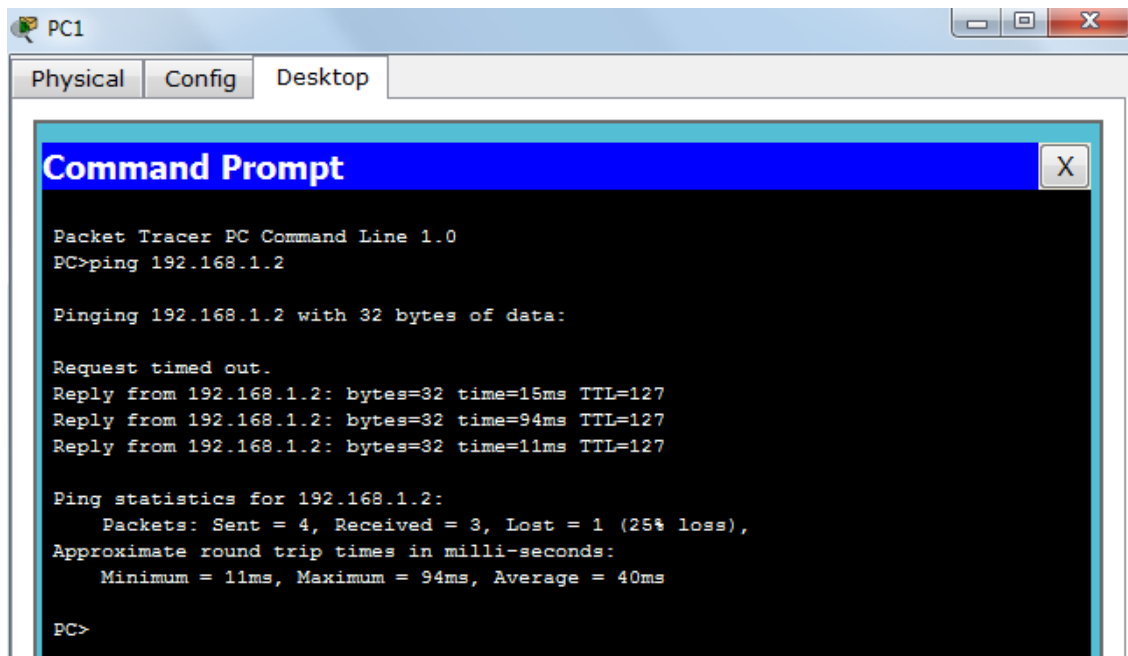 PC1
X
Physical Config Desktop
Command Prompt X
Packet Tracer PC Command Line 1.0
PC>ping 192.168.1.2
Pinging 192.168.1.2 with 32 bytes of data:
Request timed out.
Reply from 192.168.1.2: bytes=32 time=15ms TTL=127
Reply from 192.168.1.2: bytes=32 time=94ms TTL=127
Reply from 192.168.1.2: bytes=32 time=11ms TTL=127
Ping statistics for 192.168.1.2:
Packets: Sent = 4, Received = 3, Lost = 1 (25% loss),
Approximate round trip times in milli-seconds:
Minimum = 11ms, Maximum = 94ms, Average = 40ms
PC>